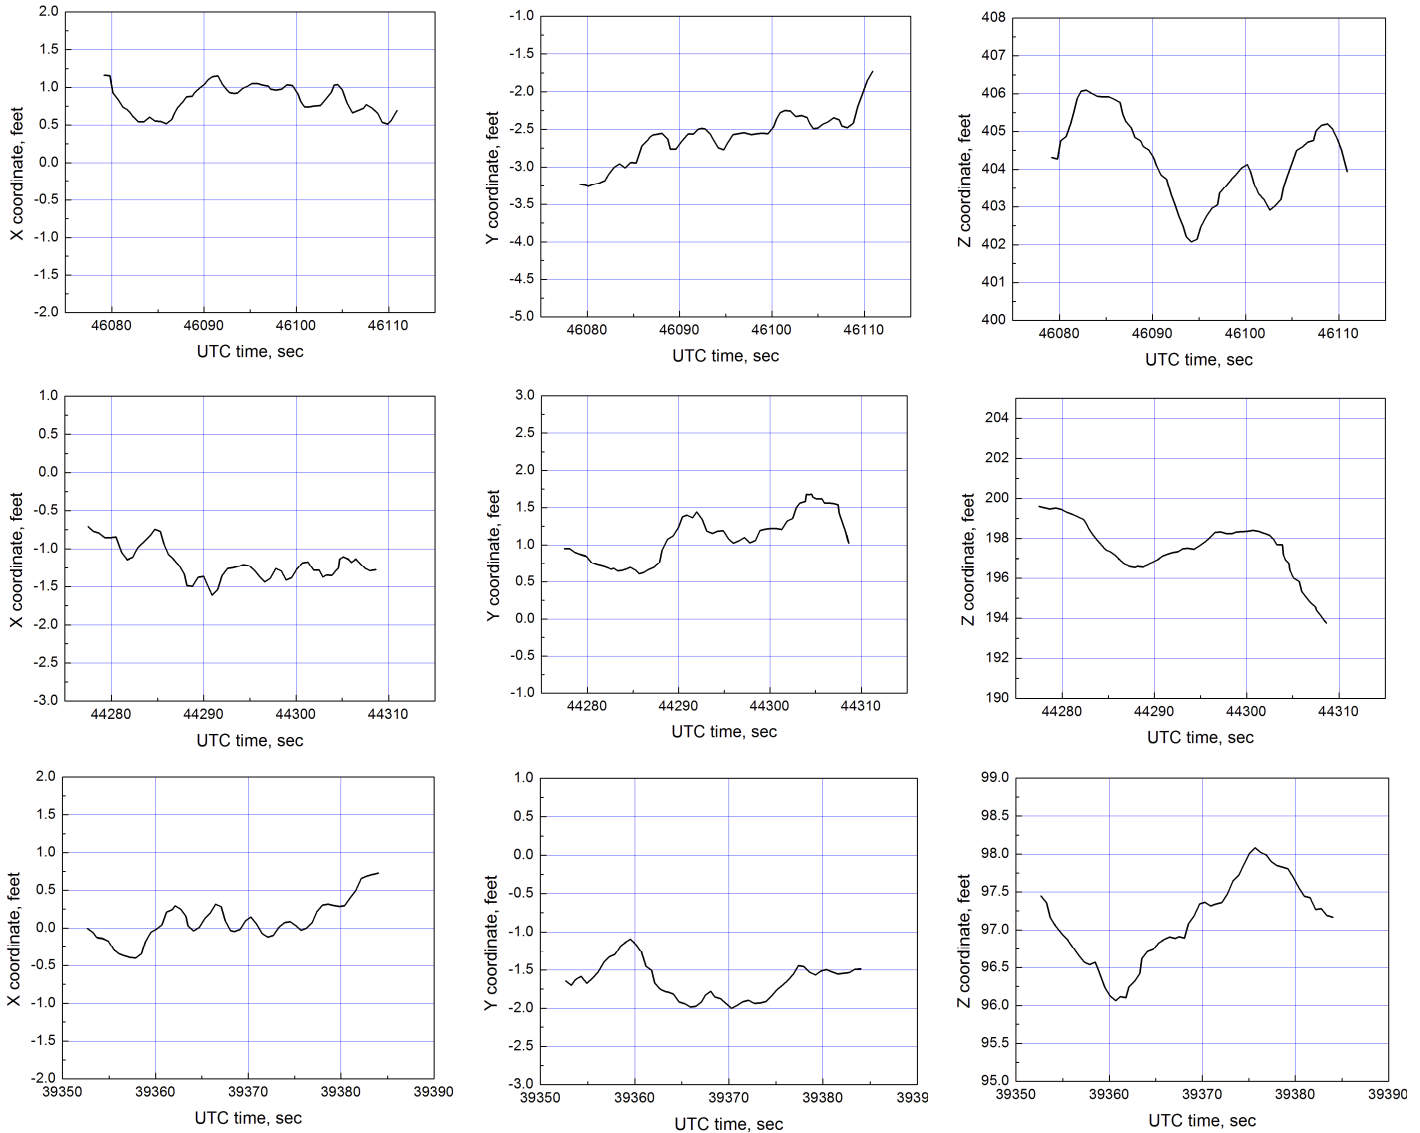 2.0
1.5
1.0
0.5
0.0
-0.5
-1.0
-1.5
-2.0
X coordinate, feet
46080 46090 46100 46110
UTC time, sec
-1.0
-1.5
-2.0
-2.5
-3.0
-3.5
-4.0
-4.5
-5.0
Y coordinate, feet
46080 46090 46100 46110
UTC time, sec
408
407
406
405
404
403
402
401
400
Z coordinate, feet
46080 46090 46100 46110
UTC time, sec
1.0
0.5
0.0
-0.5
-1.0
-1.5
-2.0
-2.5
-3.0
X coordinate, feet
44280 44290 44300 44310
UTC time, sec
3.0
2.5
2.0
1.5
1.0
0.5
0.0
-0.5
-1.0
Y coordinate, feet
44280 44290 44300 44310
UTC time, sec
204
202
200
198
196
194
192
190
Z coordinate, feet
44280 44290 44300 44310
UTC time, sec
2.0
1.5
1.0
0.5
0.0
-0.5
-1.0
-1.5
-2.0
X coordinate, feet
39350 39360 39370 39380 39390
UTC time, sec
1.0
0.5
0.0
-0.5
-1.0
-1.5
-2.0
-2.5
-3.0
Y coordinate, feet
39350 39360 39370 39380 3939
UTC time, sec
99.0
98.5
98.0
97.5
97.0
96.5
96.0
95.5
95.0
Z coordinate, feet
39350 39360 39370 39380 39390
UTC time, sec